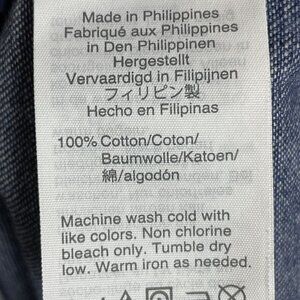 Made in Philippines
Fabriqué aux Philippines
in Den Philippinen
Hergestellt
Vervaardigd in Filipijnen
フィリピン製
Hecho en Filipinas
100% Cotton/Coton/
Baumwolle/Katoen/
綿/algodón
Machine wash cold with
like colors. Non chlorine
bleach only. Tumble dry
low. Warm iron as needed.